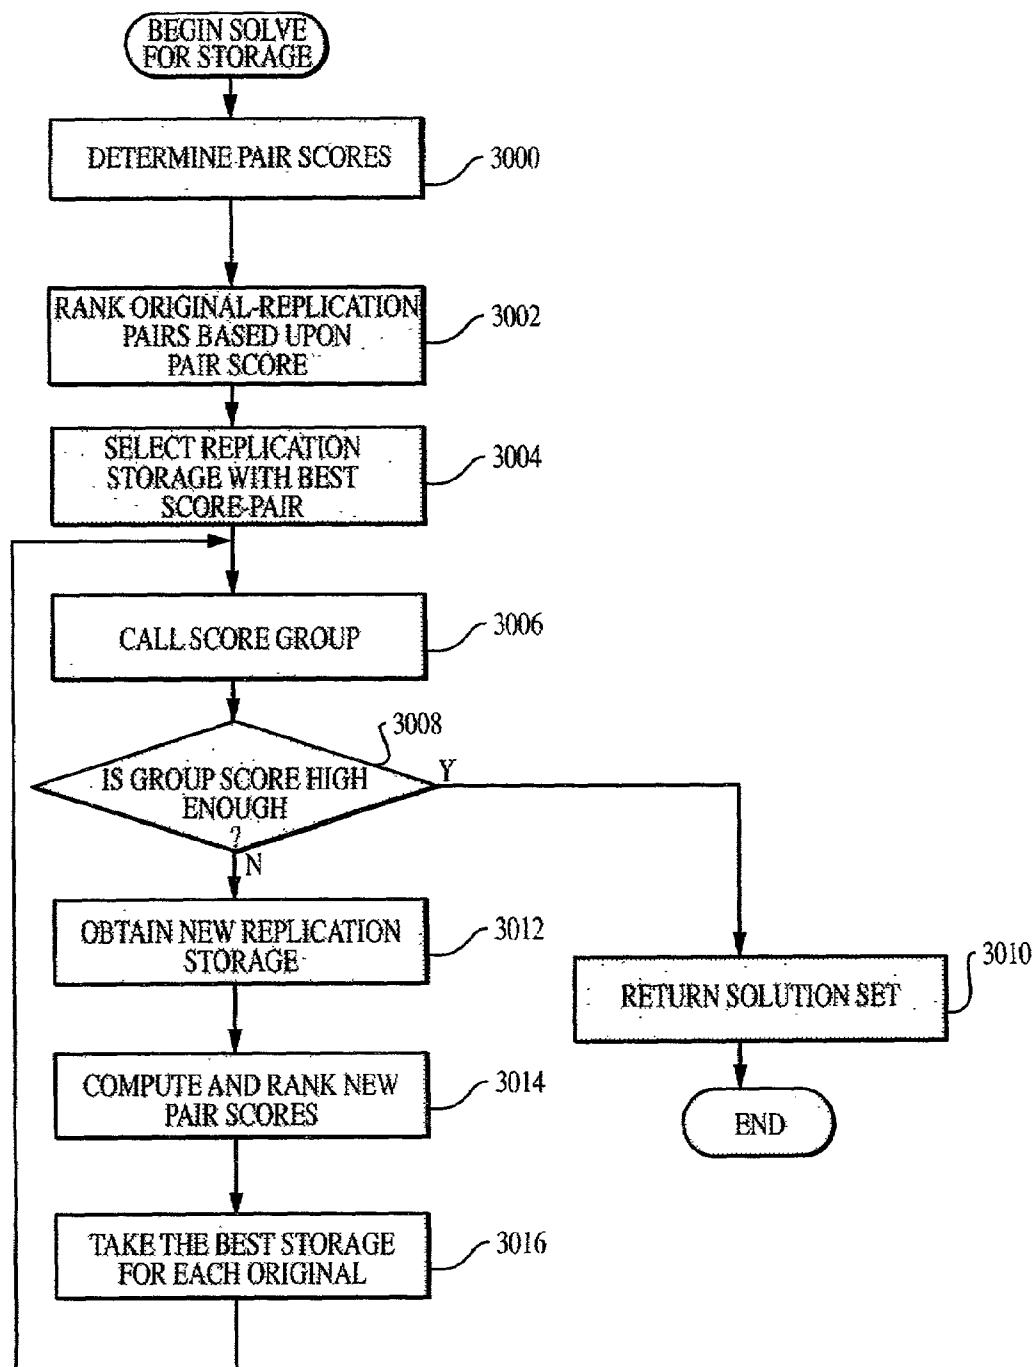 BEGIN SOLVE
FOR STORAGE
DETERMINE PAIR SCORES
3000
RANK ORIGINAL-REPLICATION
PAIRS BASED UPON
PAIR SCORE
3002
SELECT REPLICATION
STORAGE WITH BEST
SCORE-PAIR
3004
CALL SCORE GROUP
3006
3008
IS GROUP SCORE HIGH
ENOUGH
?
Y
N
OBTAIN NEW REPLICATION
STORAGE
3012
RETURN SOLUTION SET
3010
COMPUTE AND RANK NEW
PAIR SCORES
3014
END
TAKE THE BEST STORAGE
FOR EACH ORIGINAL
3016